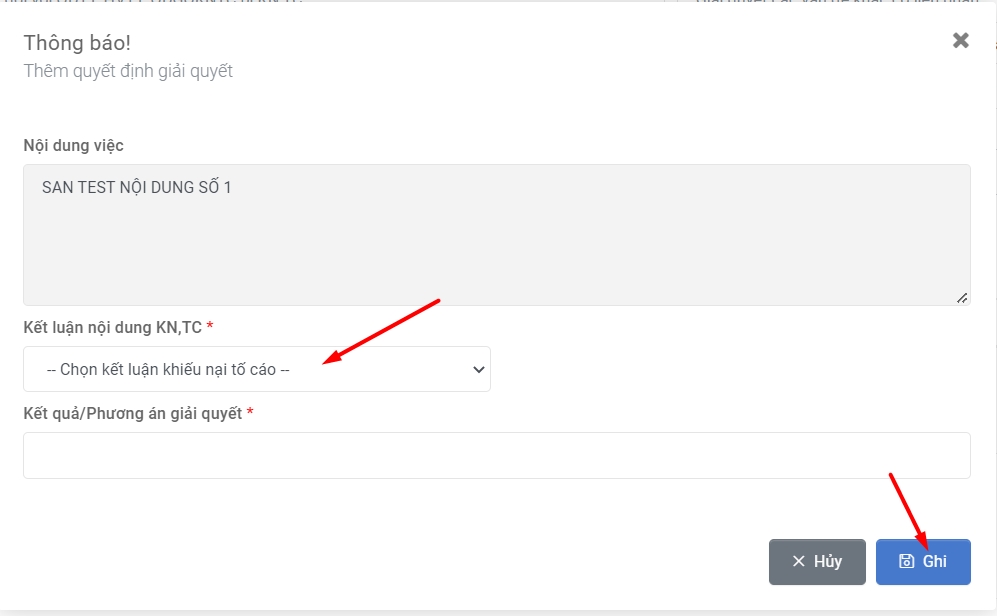 Thông báo!
Thêm quyết định giải quyết
Nội dung việc
SAN TEST NỘI DUNG SỐ 1
Kết luận nội dung KN,TC *
-- Chọn kết luận khiếu nại tố cáo --
Kết quả/Phương án giải quyết *
Hủy
Ghi